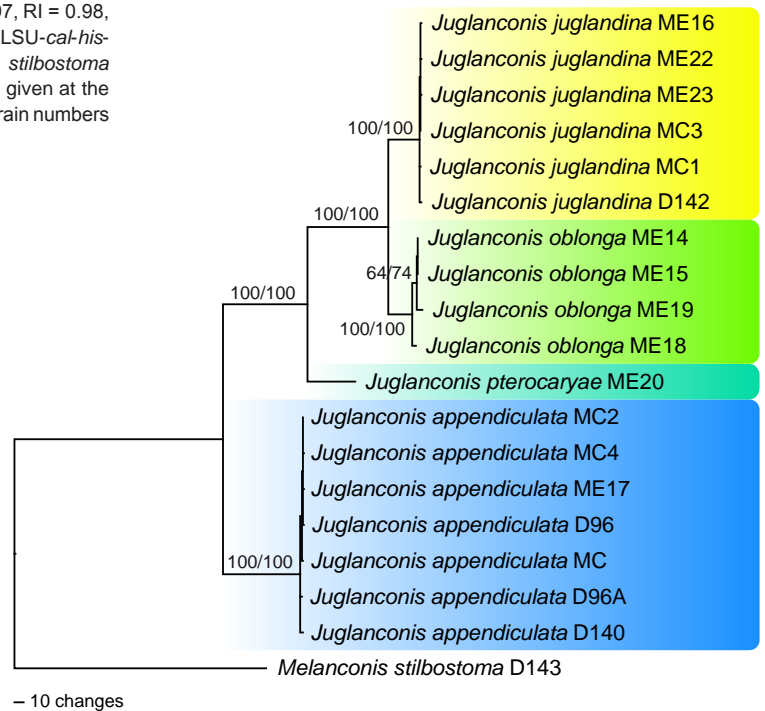 07, RI = 0.98,
LSU-cal-his-
stilbostoma
given at the
rain numbers
Juglanconis juglandina ME16
Juglanconis juglandina ME22
Juglanconis juglandina ME23
100/100
Juglanconis juglandina MC3
Juglanconis juglandina MC1
Juglanconis juglandina D142
100/100
Juglanconis oblonga ME14
64/74
Juglanconis oblonga ME15
100/100
Juglanconis oblonga ME19
100/100
Juglanconis oblonga ME18
Juglanconis pterocaryae ME20
Juglanconis appendiculata MC2
Juglanconis appendiculata MC4
Juglanconis appendiculata ME17
Juglanconis appendiculata D96
100/100
Juglanconis appendiculata MC
Juglanconis appendiculata D96A
Juglanconis appendiculata D140
Melanconis stilbostoma D143
– 10 changes